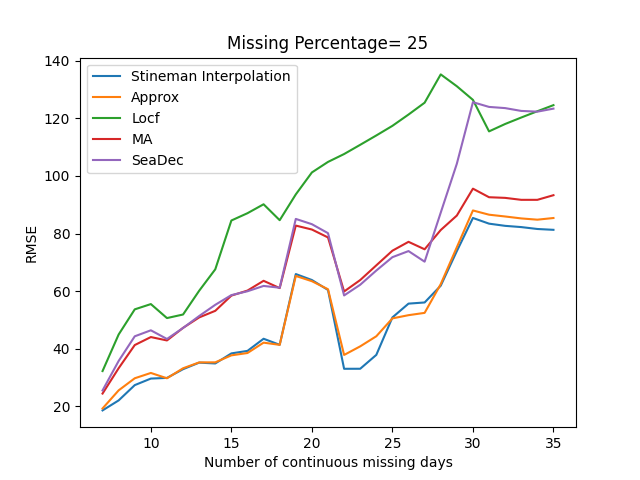 Missing Percentage= 25
140
120
100
80
60
40
20
RMSE
Stineman Interpolation
Approx
Locf
MA
SeaDec
10 15 20 25 30 35
Number of continuous missing days